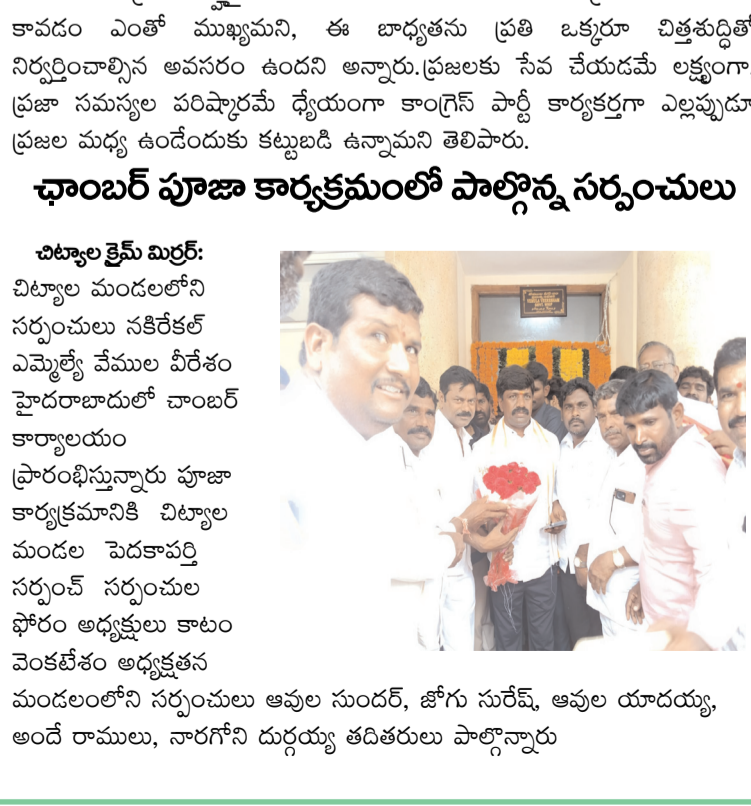 కావడం ఎంతో ముఖ్యమని, ఈ బాధ్యతను ప్రతి ఒక్కరూ చిత్తశుద్ధితో
నిర్వర్తించాల్సిన అవసరం ఉందని అన్నారు.ప్రజలకు సేవ చేయడమే లక్ష్యంగా,
ప్రజా సమస్యల పరిష్కారమే ధ్యేయంగా కాంగ్రెస్ పార్టీ కార్యకర్తగా ఎల్లప్పుడూ
ప్రజల మధ్య ఉండేందుకు కట్టుబడి ఉన్నామని తెలిపారు.
ఛాంబర్ పూజా కార్యక్రమంలో పాల్గొన్న సర్పంచులు
చిట్యాల క్రైమ్ మిర్రర్:
చిట్యాల మండలలోని
సర్పంచులు నకిరేకల్
ఎమ్మెల్యే వేముల వీరేశం
హైదరాబాదులో చాంబర్
కార్యాలయం
ప్రారంభిస్తున్నారు పూజా
కార్యక్రమానికి చిట్యాల
మండల పెదకాపర్తి
సర్పంచ్ సర్పంచుల
ఫోరం అధ్యక్షులు కాటం
వెంకటేశం అధ్యక్షతన
మండలంలోని సర్పంచులు ఆవుల సుందర్, జోగు సురేష్, ఆవుల యాదయ్య,
అందే రాములు, నారగోని దుర్గయ్య తదితరులు పాల్గొన్నారు